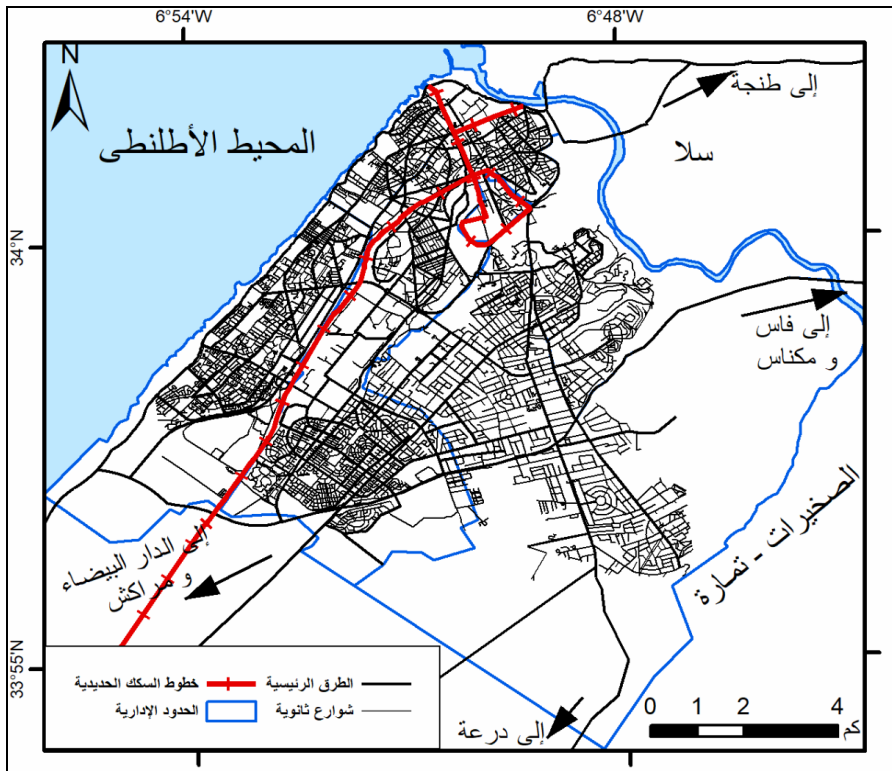 6°54'W
6°48'W
N
إلى طنجة
المحيط الأطلنطى
سلا
34°N
إلى فاس
و مكناس
الصخيرات - تمارة
إلى الدار البيضاء
و مراكش
33°55'N
الطرق الرئيسية
خطوط السكك الحديدية
شوارع ثانوية
الحدود الإدارية
إلى درعة
0 1 2 4
كم